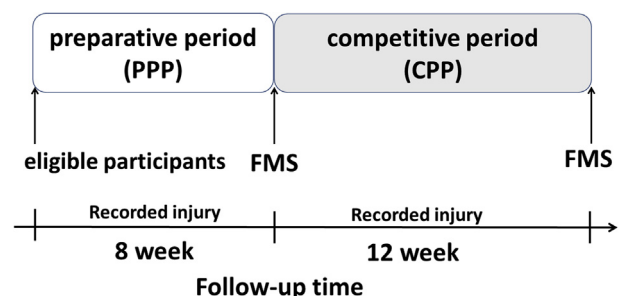 preparative period
(PPP)
competitive period
(CPP)
eligible participants
FMS
FMS
Recorded injury
Recorded injury
8 week
12 week
Follow-up time